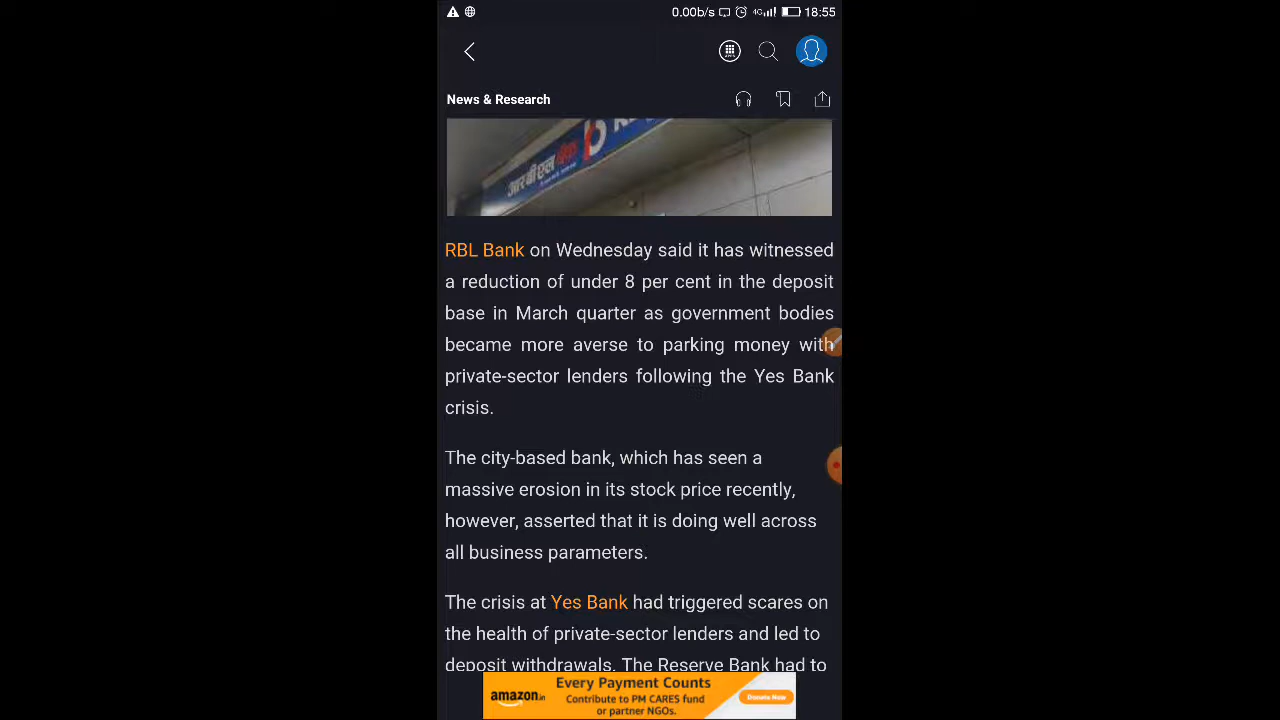 0.00b/s 4G 18:55
News & Research
आर बी एल बैंक
RBL Bank on Wednesday said it has witnessed
a reduction of under 8 per cent in the deposit
base in March quarter as government bodies
became more averse to parking money with
private-sector lenders following the Yes Bank
crisis.
The city-based bank, which has seen a
massive erosion in its stock price recently,
however, asserted that it is doing well across
all business parameters.
The crisis at Yes Bank had triggered scares on
the health of private-sector lenders and led to
deposit withdrawals. The Reserve Bank had to
amazon.in
Every Payment Counts
Contribute to PM CARES fund
or partner NGOs.
Donate Now